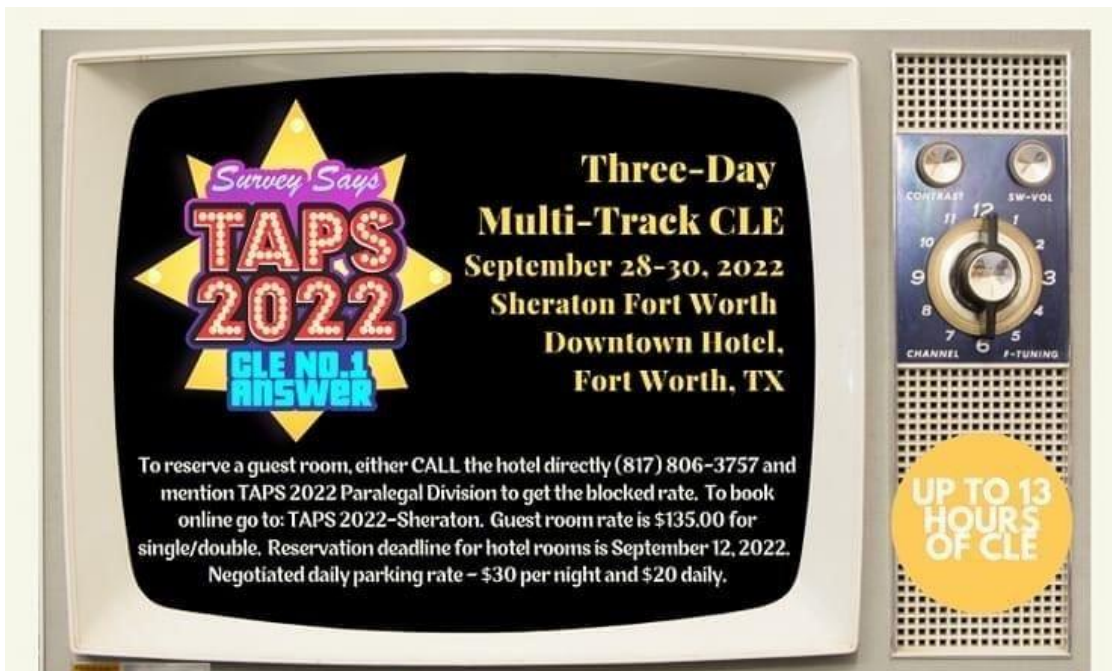 Survey Says
TAPS
2022
CLE NO.1
ANSWER
Three-Day
Multi-Track CLE
September 28-30, 2022
Sheraton Fort Worth
Downtown Hotel,
Fort Worth, TX
To reserve a guest room, either CALL the hotel directly (817) 806-3757 and
mention TAPS 2022 Paralegal Division to get the blocked rate. To book
online go to: TAPS 2022-Sheraton. Guest room rate is $135.00 for
single/double. Reservation deadline for hotel rooms is September 12, 2022.
Negotiated daily parking rate – $30 per night and $20 daily.
CONTRAST SW-VOL
12
11 1
10 2
9 3
8 4
7 5
6
CHANNEL F-TUNING
UP TO 13
HOURS
OF CLE